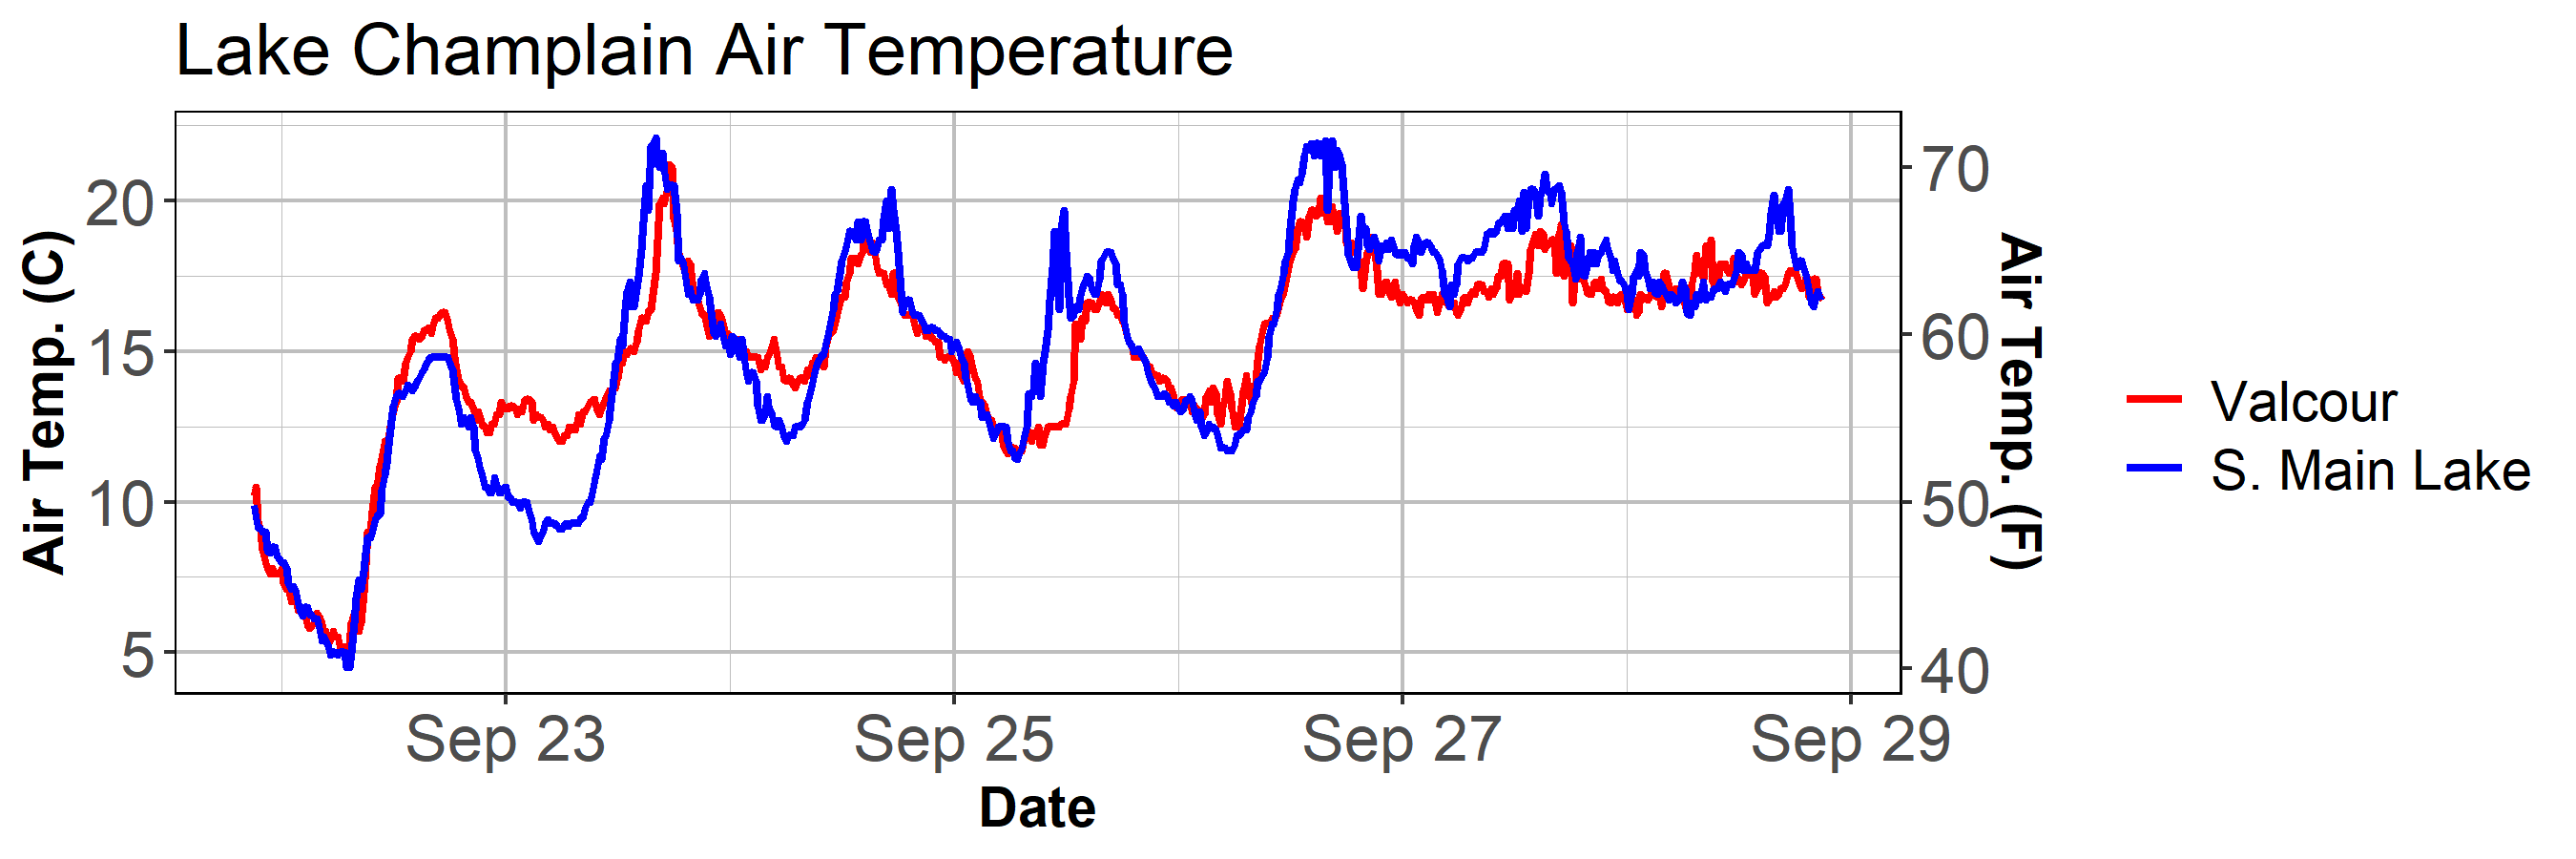 Lake Champlain Air Temperature
Air Temp. (C)
20
15
10
5
70
60
50
40
Air Temp. (F)
Sep 23
Sep 25
Sep 27
Sep 29
Date
Valcour
S. Main Lake